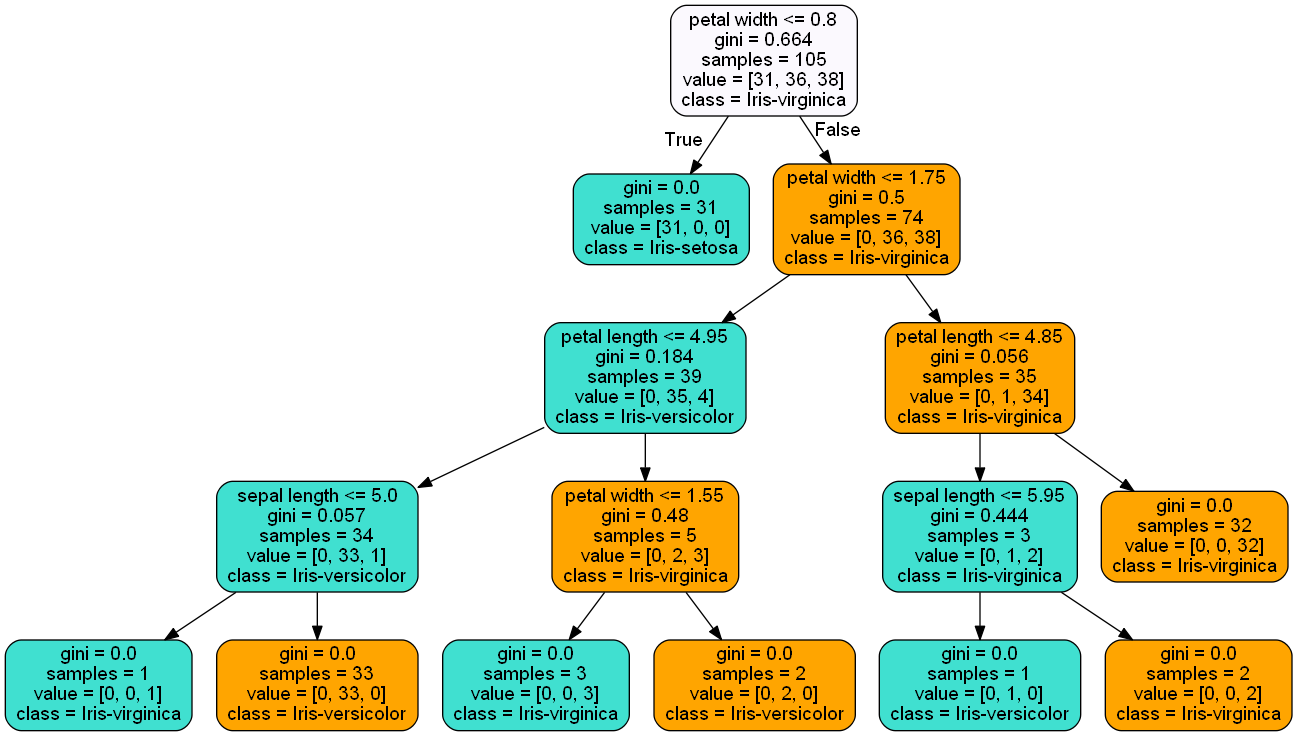 petal width <= 0.8
gini = 0.664
samples = 105
value = [31, 36, 38]
class = Iris-virginica
True
False
gini = 0.0
samples = 31
value = [31, 0, 0]
class = Iris-setosa
petal width <= 1.75
gini = 0.5
samples = 74
value = [0, 36, 38]
class = Iris-virginica
petal length <= 4.95
gini = 0.184
samples = 39
value = [0, 35, 4]
class = Iris-versicolor
petal length <= 4.85
gini = 0.056
samples = 35
value = [0, 1, 34]
class = Iris-virginica
sepal length <= 5.0
gini = 0.057
samples = 34
value = [0, 33, 1]
class = Iris-versicolor
petal width <= 1.55
gini = 0.48
samples = 5
value = [0, 2, 3]
class = Iris-virginica
sepal length <= 5.95
gini = 0.444
samples = 3
value = [0, 1, 2]
class = Iris-virginica
gini = 0.0
samples = 32
value = [0, 0, 32]
class = Iris-virginica
gini = 0.0
samples = 1
value = [0, 0, 1]
class = Iris-virginica
gini = 0.0
samples = 33
value = [0, 33, 0]
class = Iris-versicolor
gini = 0.0
samples = 3
value = [0, 0, 3]
class = Iris-virginica
gini = 0.0
samples = 2
value = [0, 2, 0]
class = Iris-versicolor
gini = 0.0
samples = 1
value = [0, 1, 0]
class = Iris-versicolor
gini = 0.0
samples = 2
value = [0, 0, 2]
class = Iris-virginica